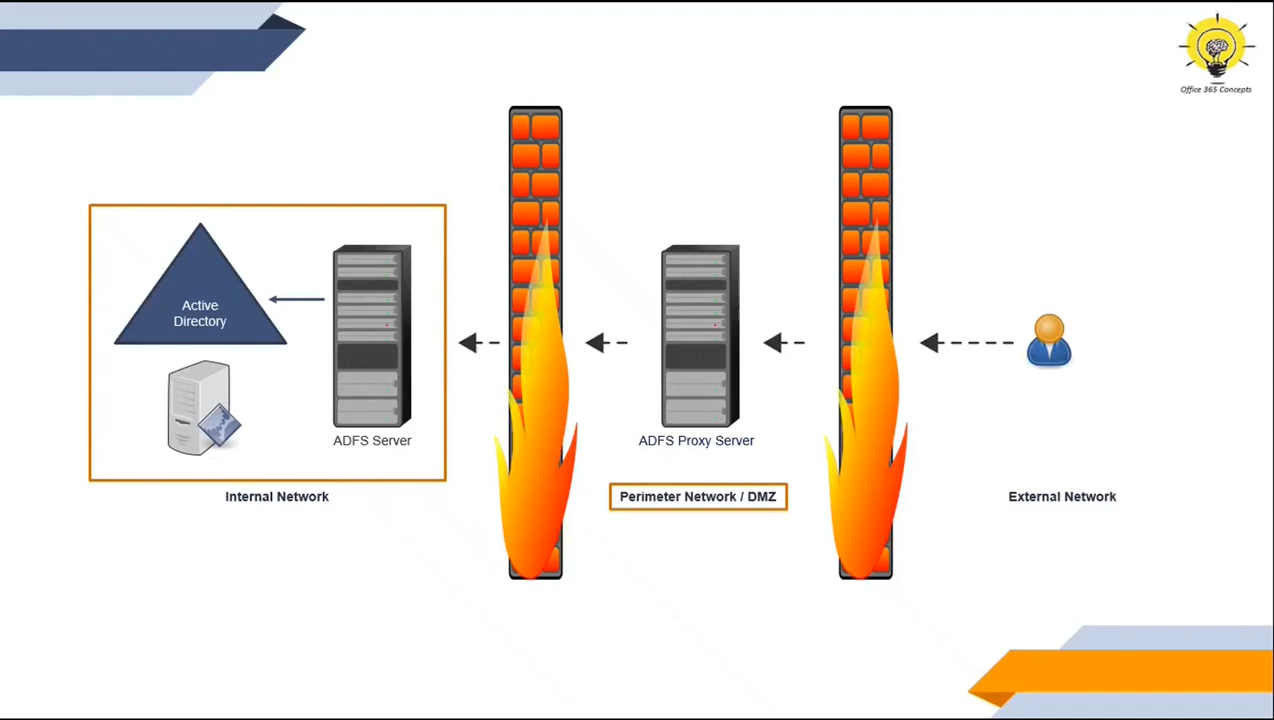 Office 365 Concepts
Active
Directory
ADFS Server
ADFS Proxy Server
Internal Network
Perimeter Network / DMZ
External Network